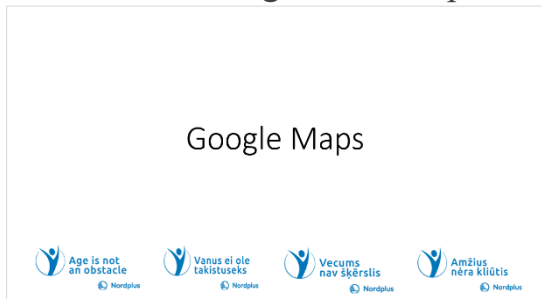 Google Maps
Age is not
an obstacle
Nordplus
Vanus ei ole
takistuseks
Nordplus
Vecums
nav šķērslis
Nordplus
Amžius
nėra kliūtis
Nordplus